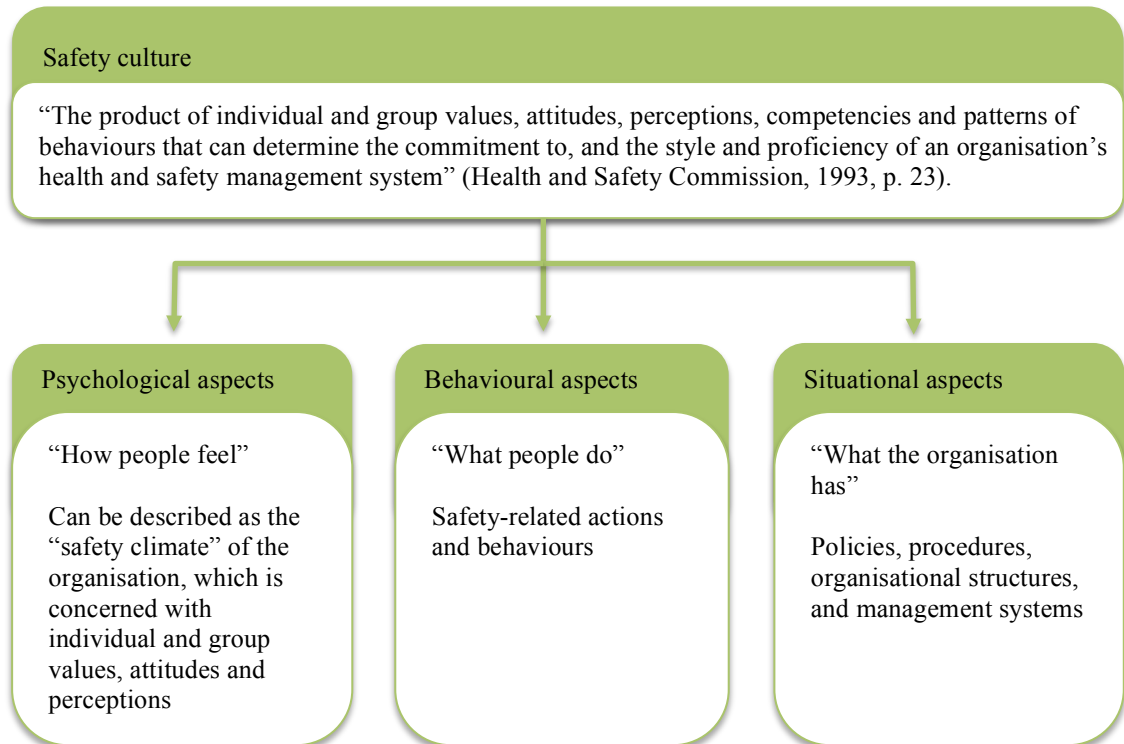 Safety culture
“The product of individual and group values, attitudes, perceptions, competencies and patterns of
behaviours that can determine the commitment to, and the style and proficiency of an organisation’s
health and safety management system” (Health and Safety Commission, 1993, p. 23).
Psychological aspects
“How people feel”
Can be described as the
“safety climate” of the
organisation, which is
concerned with
individual and group
values, attitudes and
perceptions
Behavioural aspects
“What people do”
Safety-related actions
and behaviours
Situational aspects
“What the organisation
has”
Policies, procedures,
organisational structures,
and management systems